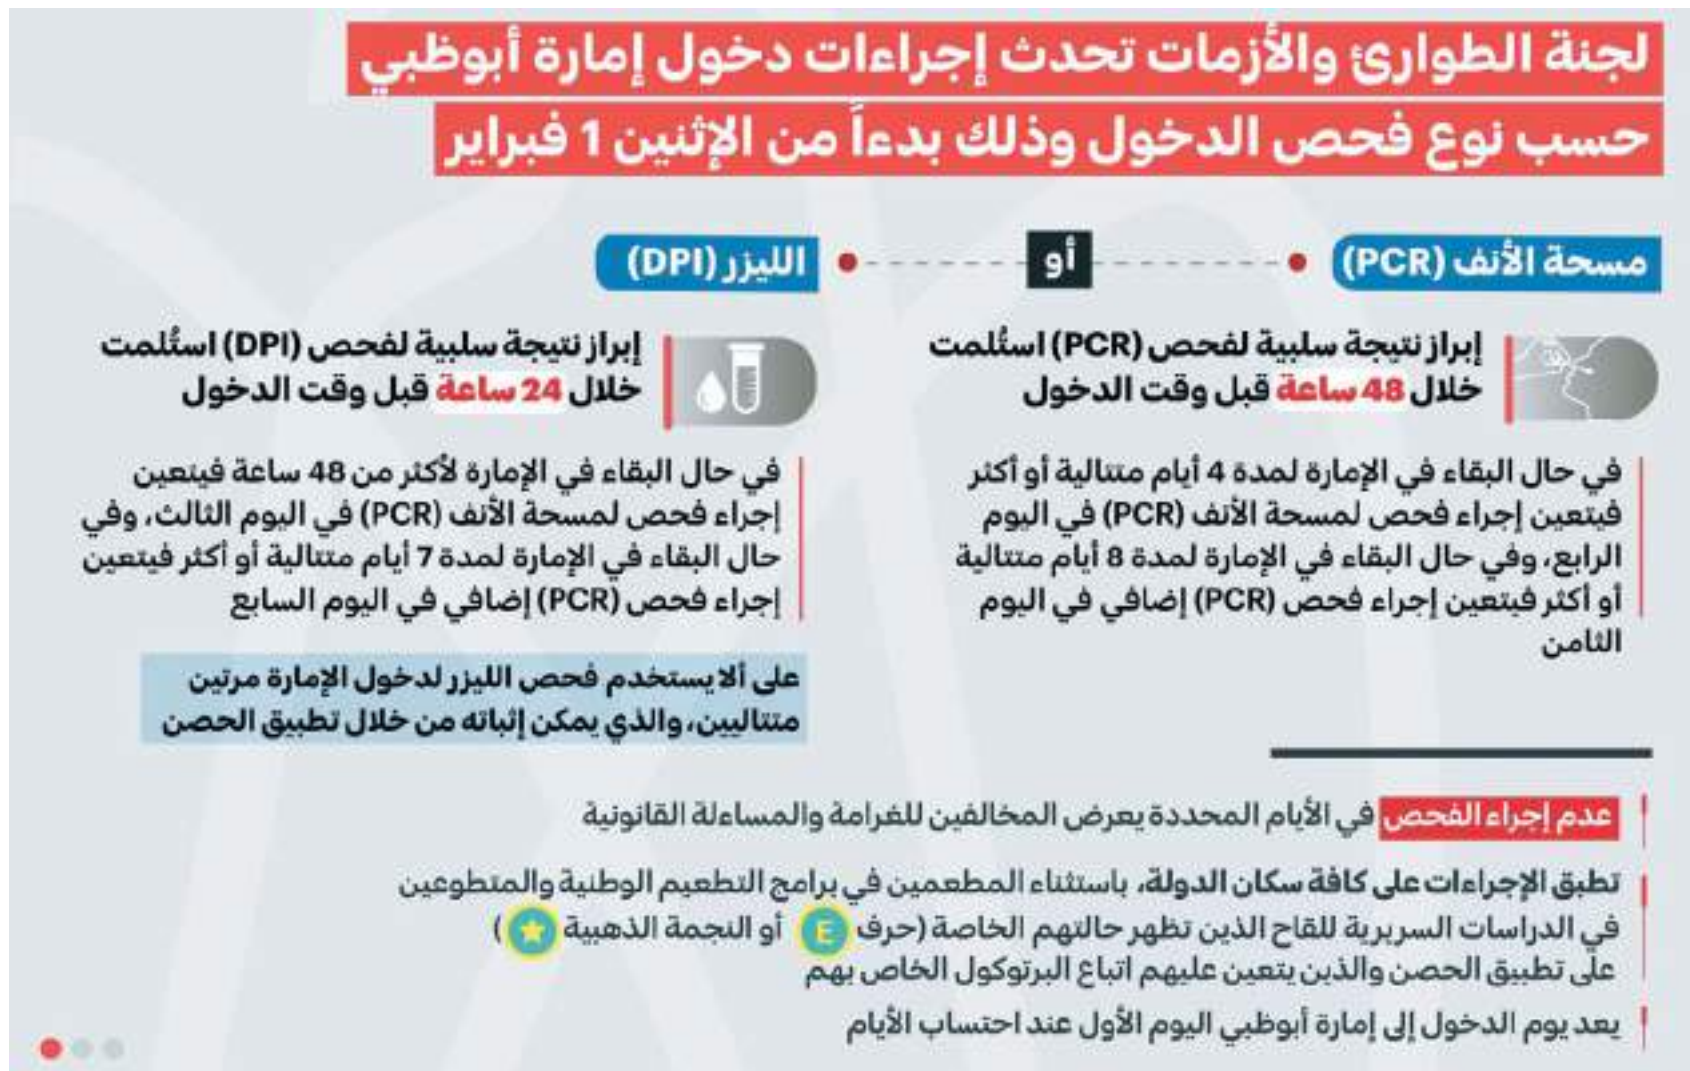 لجنة الطوارئ والأزمات تحدث إجراءات دخول إمارة أبوظبي
حسب نوع فحص الدخول وذلك بدءاً من الإثنين 1 فبراير
مسحة الأنف (PCR)
أو
الليزر (DPI)
إبراز نتيجة سلبية لفحص (PCR) استُلمت
خلال 48 ساعة قبل وقت الدخول
في حال البقاء في الإمارة لمدة 4 أيام متتالية أو أكثر
فيتعين إجراء فحص لمسحة الأنف (PCR) في اليوم
الرابع، وفي حال البقاء في الإمارة لمدة 8 أيام متتالية
أو أكثر فيتعين إجراء فحص (PCR) إضافي في اليوم
الثامن
إبراز نتيجة سلبية لفحص (DPI) استُلمت
خلال 24 ساعة قبل وقت الدخول
في حال البقاء في الإمارة لأكثر من 48 ساعة فيتعين
إجراء فحص لمسحة الأنف (PCR) في اليوم الثالث، وفي
حال البقاء في الإمارة لمدة 7 أيام متتالية أو أكثر فيتعين
إجراء فحص (PCR) إضافي في اليوم السابع
على ألا يستخدم فحص الليزر لدخول الإمارة مرتين
متتاليين، والذي يمكن إثباته من خلال تطبيق الحصن
عدم إجراء الفحص في الأيام المحددة يعرض المخالفين للغرامة والمساءلة القانونية
تطبق الإجراءات على كافة سكان الدولة، باستثناء المطعمين في برامج التطعيم الوطنية والمتطوعين
في الدراسات السريرية للقاح الذين تظهر حالتهم الخاصة (حرف E أو النجمة الذهبية ★)
على تطبيق الحصن والذين يتعين عليهم اتباع البرتوكول الخاص بهم
يعد يوم الدخول إلى إمارة أبوظبي اليوم الأول عند احتساب الأيام